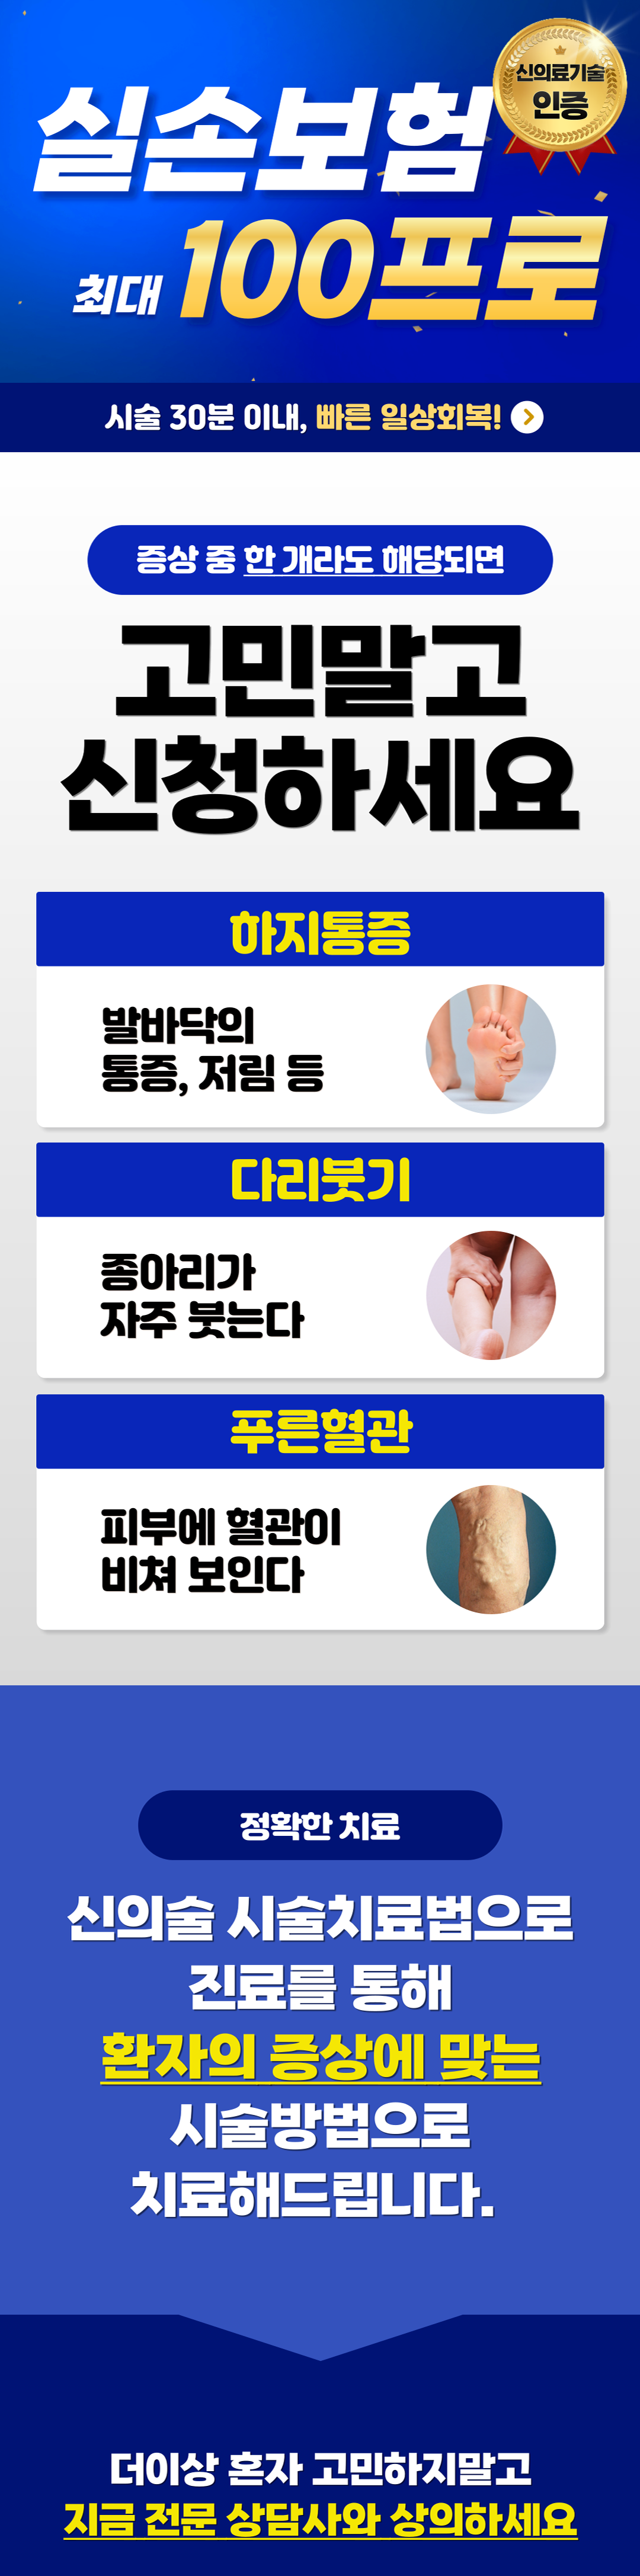 신의료기술
인증
실손보험
최대 100프로
시술 30분 이내, 빠른 일상회복!
증상 중 한 개라도 해당되면
고민말고
신청하세요
하지통증
발바닥의
통증, 저림 등
다리붓기
종아리가
자주 붓는다
푸른혈관
피부에 혈관이
비쳐 보인다
정확한 치료
신의술 시술치료법으로
진료를 통해
환자의 증상에 맞는
시술방법으로
치료해드립니다.
더이상 혼자 고민하지말고
지금 전문 상담사와 상의하세요